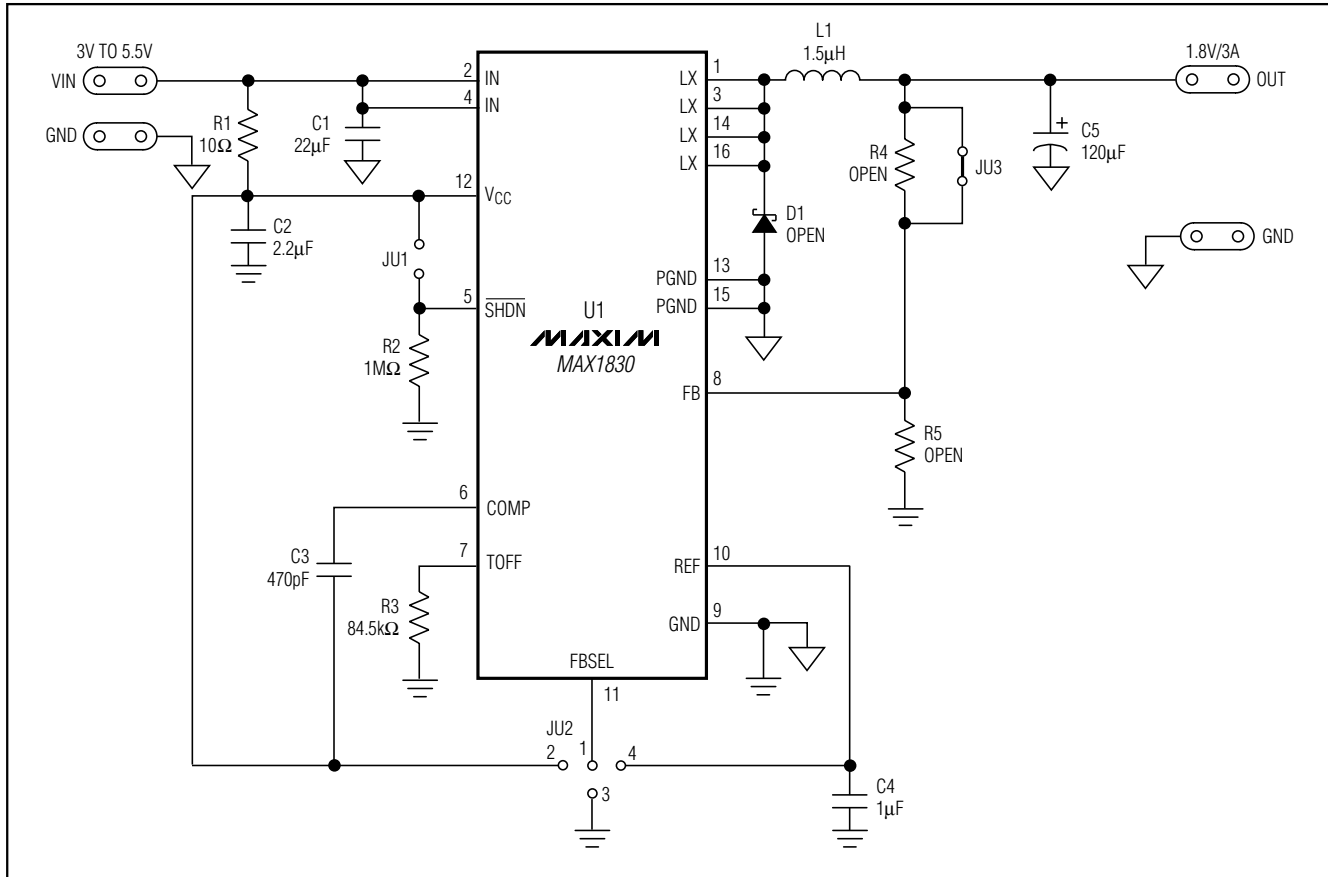 3V TO 5.5V
VIN
GND
R1
10Ω
C1
22µF
C2
2.2µF
JU1
R2
1MΩ
C3
470pF
R3
84.5kΩ
2
IN
4
IN
12
VCC
5
SHDN
6
COMP
7
TOFF
U1
MAXIM
MAX1830
FBSEL
11
LX
1
LX
3
LX
14
LX
16
PGND
13
PGND
15
FB
8
REF
10
GND
9
L1
1.5µH
D1
OPEN
R4
OPEN
JU3
R5
OPEN
C5
+
120µF
1.8V/3A
OUT
GND
JU2
2
1
4
3
C4
1µF